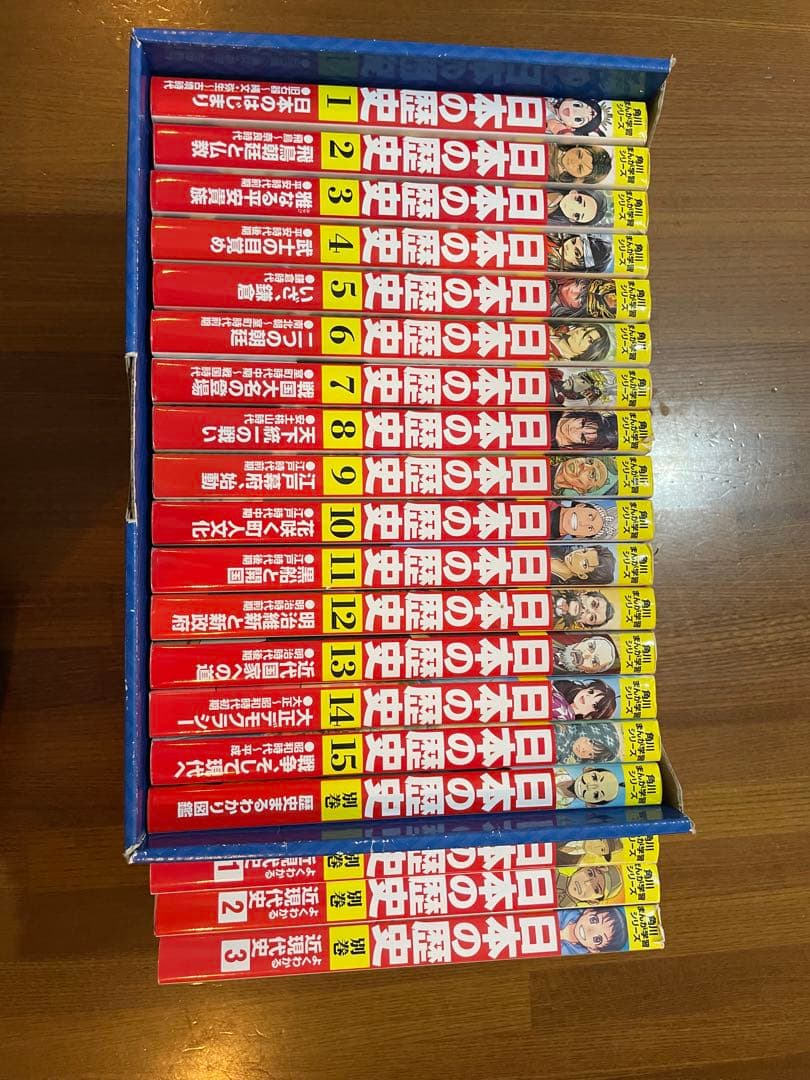 角川まんが学習シリーズ
日本の歴史
1
日本のはじまり
●旧石器～縄文・弥生～古墳時代
角川まんが学習シリーズ
日本の歴史
2
飛鳥朝廷と仏教
●飛鳥～奈良時代
角川まんが学習シリーズ
日本の歴史
3
雅なる平安貴族
●平安時代前期
角川まんが学習シリーズ
日本の歴史
4
武士の目覚め
●平安時代後期
角川まんが学習シリーズ
日本の歴史
5
いざ、鎌倉
●鎌倉時代
角川まんが学習シリーズ
日本の歴史
6
二つの朝廷
●南北朝～室町時代前期
角川まんが学習シリーズ
日本の歴史
7
戦国大名の登場
●室町時代中期～戦国時代
角川まんが学習シリーズ
日本の歴史
8
天下統一の戦い
●安土桃山時代
角川まんが学習シリーズ
日本の歴史
9
江戸幕府、始動
●江戸時代前期
角川まんが学習シリーズ
日本の歴史
10
花咲く町人文化
●江戸時代中期
角川まんが学習シリーズ
日本の歴史
11
黒船と開国
●江戸時代後期
角川まんが学習シリーズ
日本の歴史
12
明治維新と新政府
●明治時代前期
角川まんが学習シリーズ
日本の歴史
13
近代国家への道
●明治時代後期
角川まんが学習シリーズ
日本の歴史
14
大正デモクラシー
●大正～昭和時代初期
角川まんが学習シリーズ
日本の歴史
15
戦争、そして現代へ
●昭和時代～平成
角川まんが学習シリーズ
日本の歴史
別巻
歴史まるわかり図鑑
角川まんが学習シリーズ
日本の歴史
別巻
よくわかる
近現代史 1
角川まんが学習シリーズ
日本の歴史
別巻
よくわかる
近現代史 2
角川まんが学習シリーズ
日本の歴史
別巻
よくわかる
近現代史 3